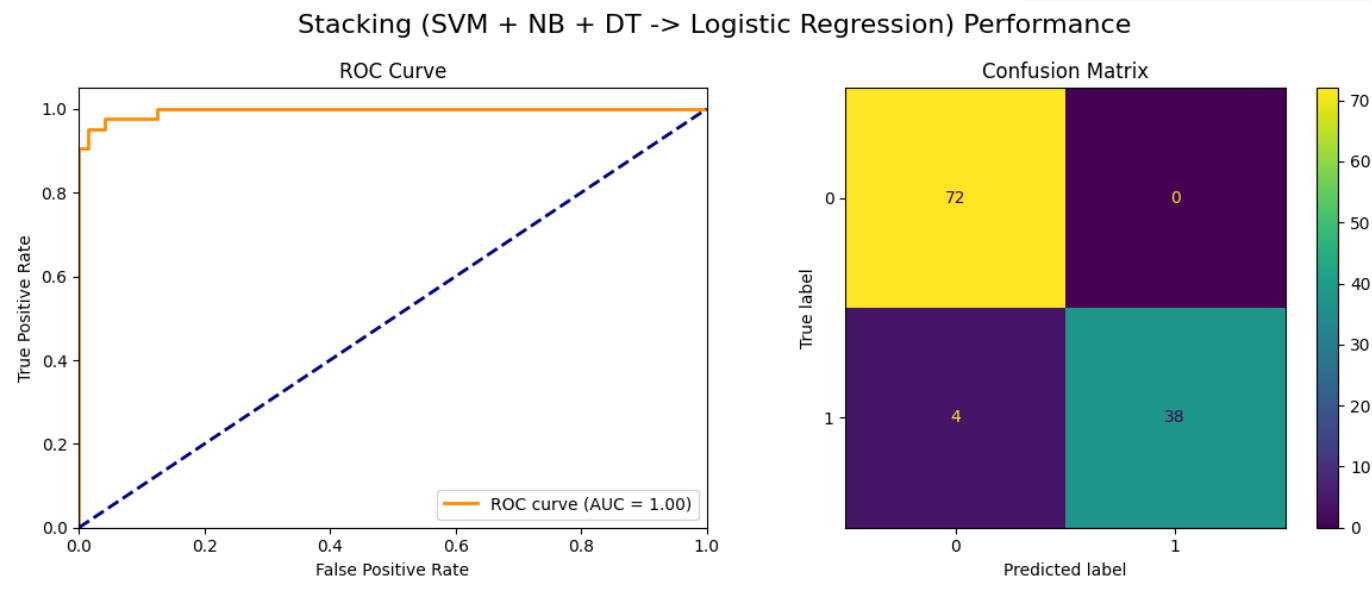 Stacking (SVM + NB + DT -> Logistic Regression) Performance
ROC Curve
1.0
0.8
0.6
0.4
0.2
0.0
True Positive Rate
0.0 0.2 0.4 0.6 0.8 1.0
False Positive Rate
ROC curve (AUC = 1.00)
Confusion Matrix
0
1
True label
72 0
4 38
0 1
Predicted label
70
60
50
40
30
20
10
0